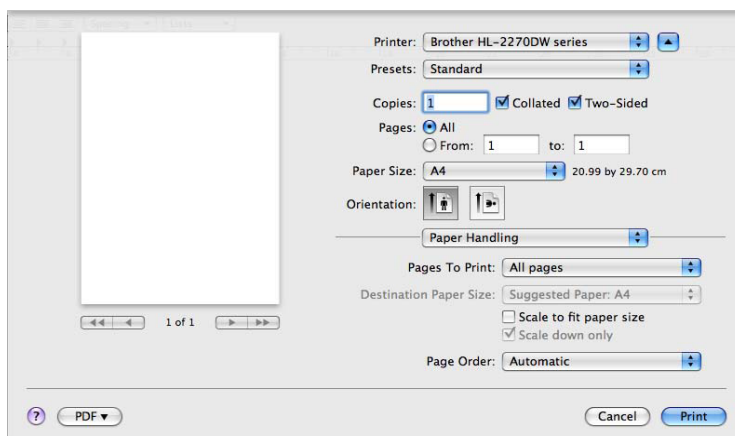 Printer: Brother HL-2270DW series
Presets: Standard
Copies: 1 Collated Two-Sided
Pages: All
From: 1 to: 1
Paper Size: A4 20.99 by 29.70 cm
Orientation:
Paper Handling
Pages To Print: All pages
Destination Paper Size: Suggested Paper: A4
Scale to fit paper size
Scale down only
Page Order: Automatic
1 of 1
? PDF Cancel Print